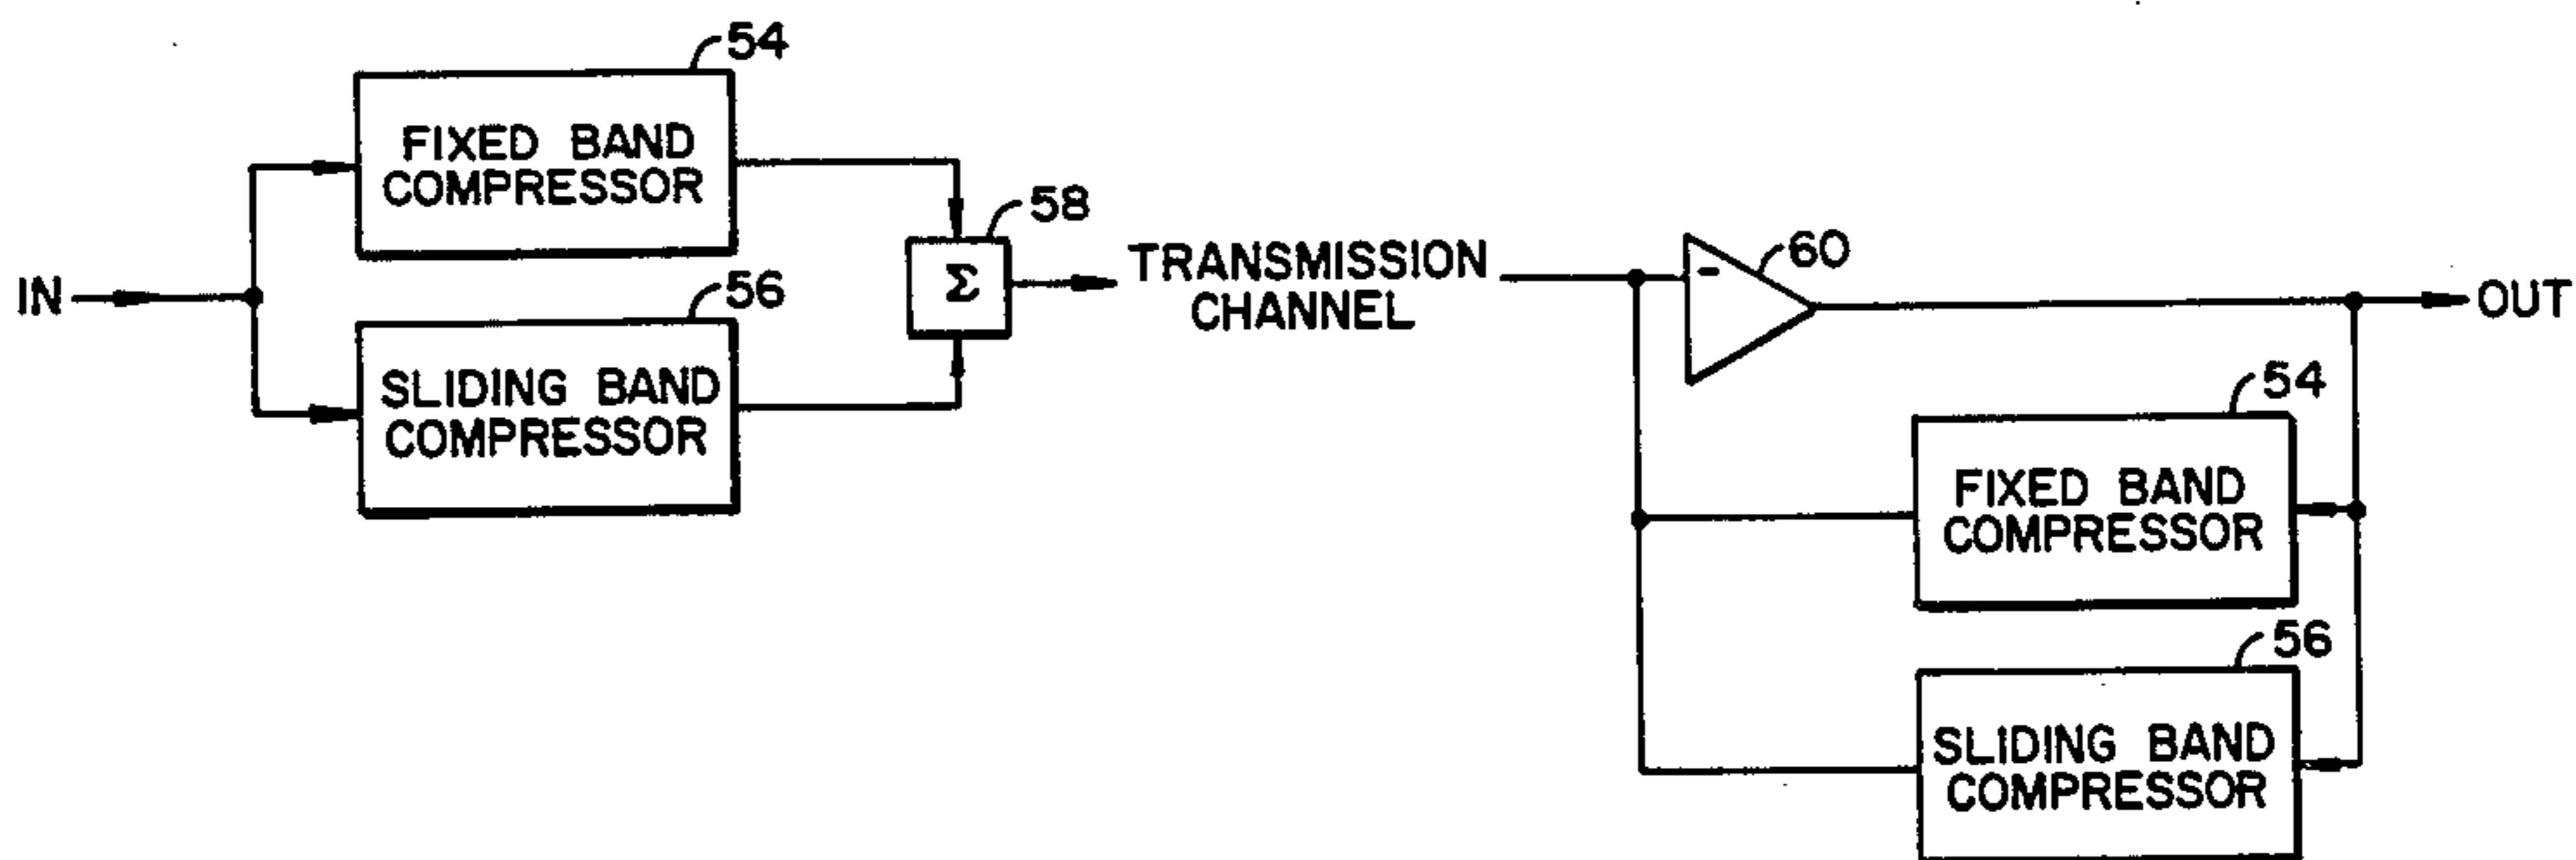 54
FIXED BAND
COMPRESSOR
58
IN
56
Σ
SLIDING BAND
COMPRESSOR
TRANSMISSION
CHANNEL
-
60
OUT
54
FIXED BAND
COMPRESSOR
56
SLIDING BAND
COMPRESSOR